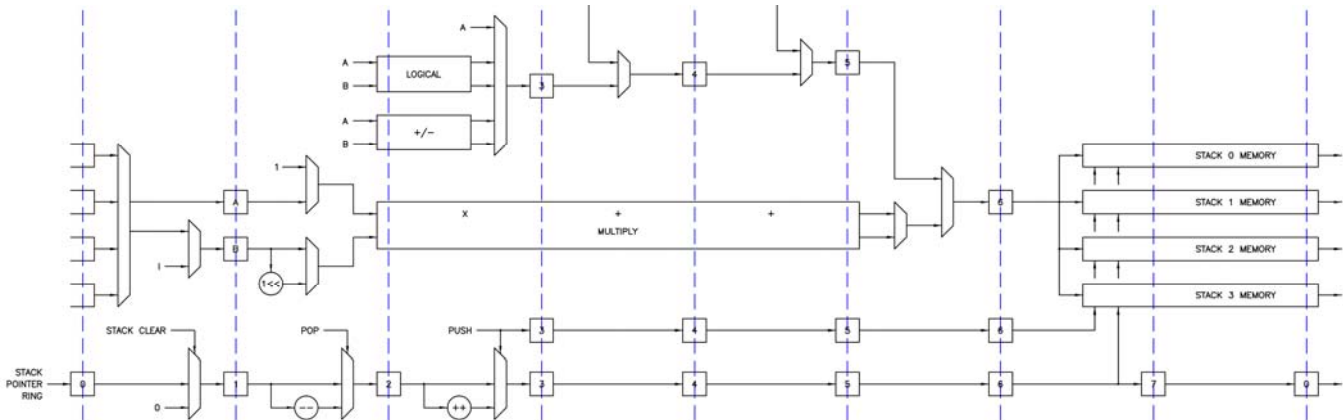 A
A
LOGICAL
B
3
4
5
A
+/-
B
STACK 0 MEMORY
1
A
6
STACK 1 MEMORY
X + +
MULTIPLY
B
STACK 2 MEMORY
I
1<<
STACK 3 MEMORY
STACK CLEAR
POP
PUSH
3
4
5
6
STACK
POINTER
RING
0
1
2
3
4
5
6
7
0
0
--
++